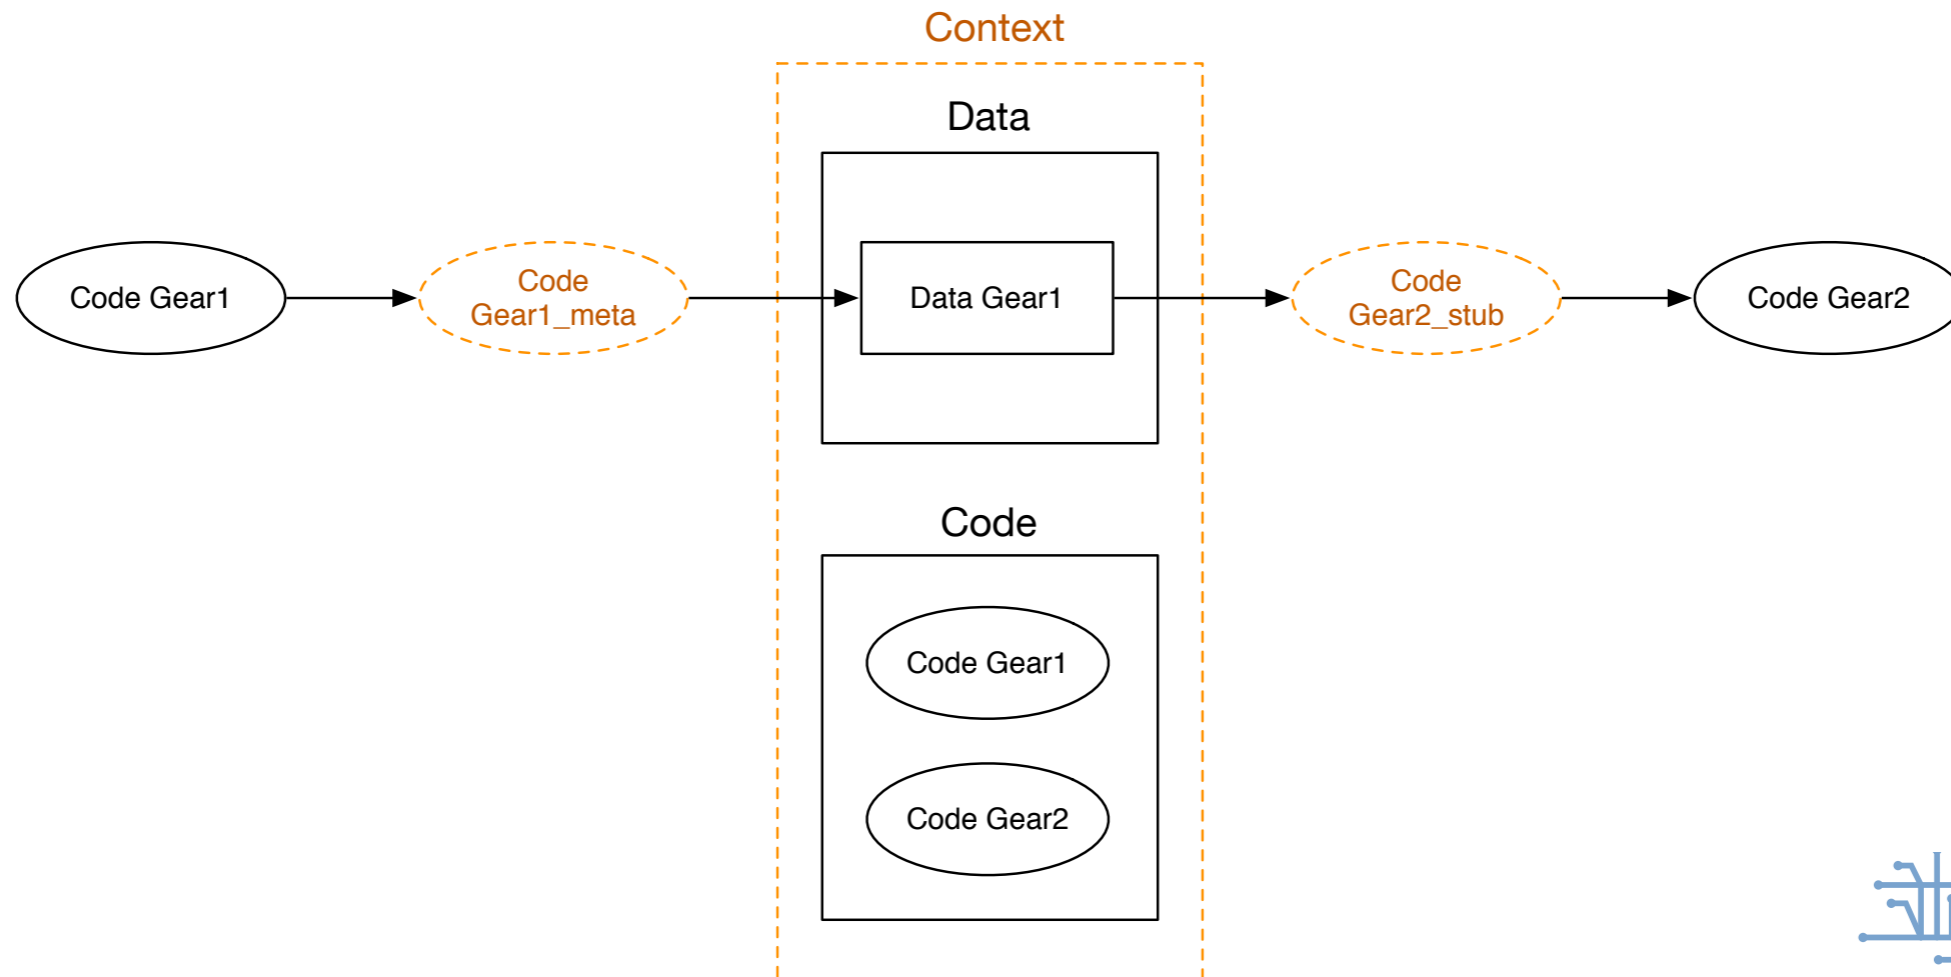 Context
Data
Code Gear1
Code
Gear1_meta
Data Gear1
Code
Gear2_stub
Code Gear2
Code
Code Gear1
Code Gear2